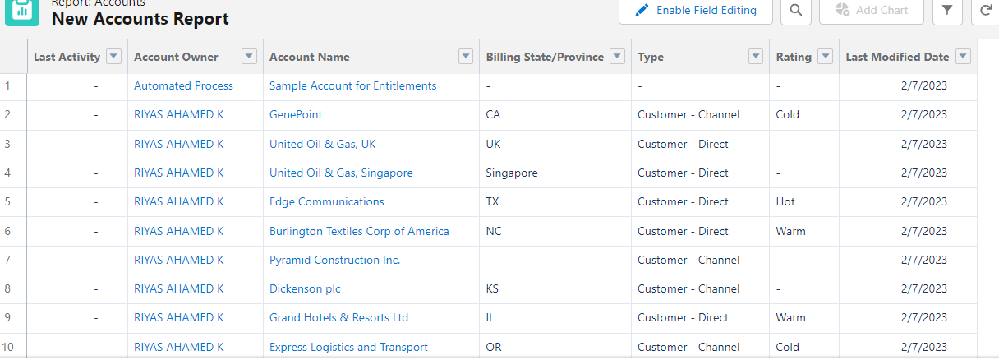 Report: Accounts
New Accounts Report
Enable Field Editing
Add Chart
Last Activity Account Owner Account Name Billing State/Province Type Rating Last Modified Date
1 - Automated Process Sample Account for Entitlements - - - 2/7/2023
2 - RIYAS AHAMED K GenePoint CA Customer - Channel Cold 2/7/2023
3 - RIYAS AHAMED K United Oil & Gas, UK UK Customer - Direct - 2/7/2023
4 - RIYAS AHAMED K United Oil & Gas, Singapore Singapore Customer - Direct - 2/7/2023
5 - RIYAS AHAMED K Edge Communications TX Customer - Direct Hot 2/7/2023
6 - RIYAS AHAMED K Burlington Textiles Corp of America NC Customer - Direct Warm 2/7/2023
7 - RIYAS AHAMED K Pyramid Construction Inc. - Customer - Channel - 2/7/2023
8 - RIYAS AHAMED K Dickenson plc KS Customer - Channel - 2/7/2023
9 - RIYAS AHAMED K Grand Hotels & Resorts Ltd IL Customer - Direct Warm 2/7/2023
10 - RIYAS AHAMED K Express Logistics and Transport OR Customer - Channel Cold 2/7/2023